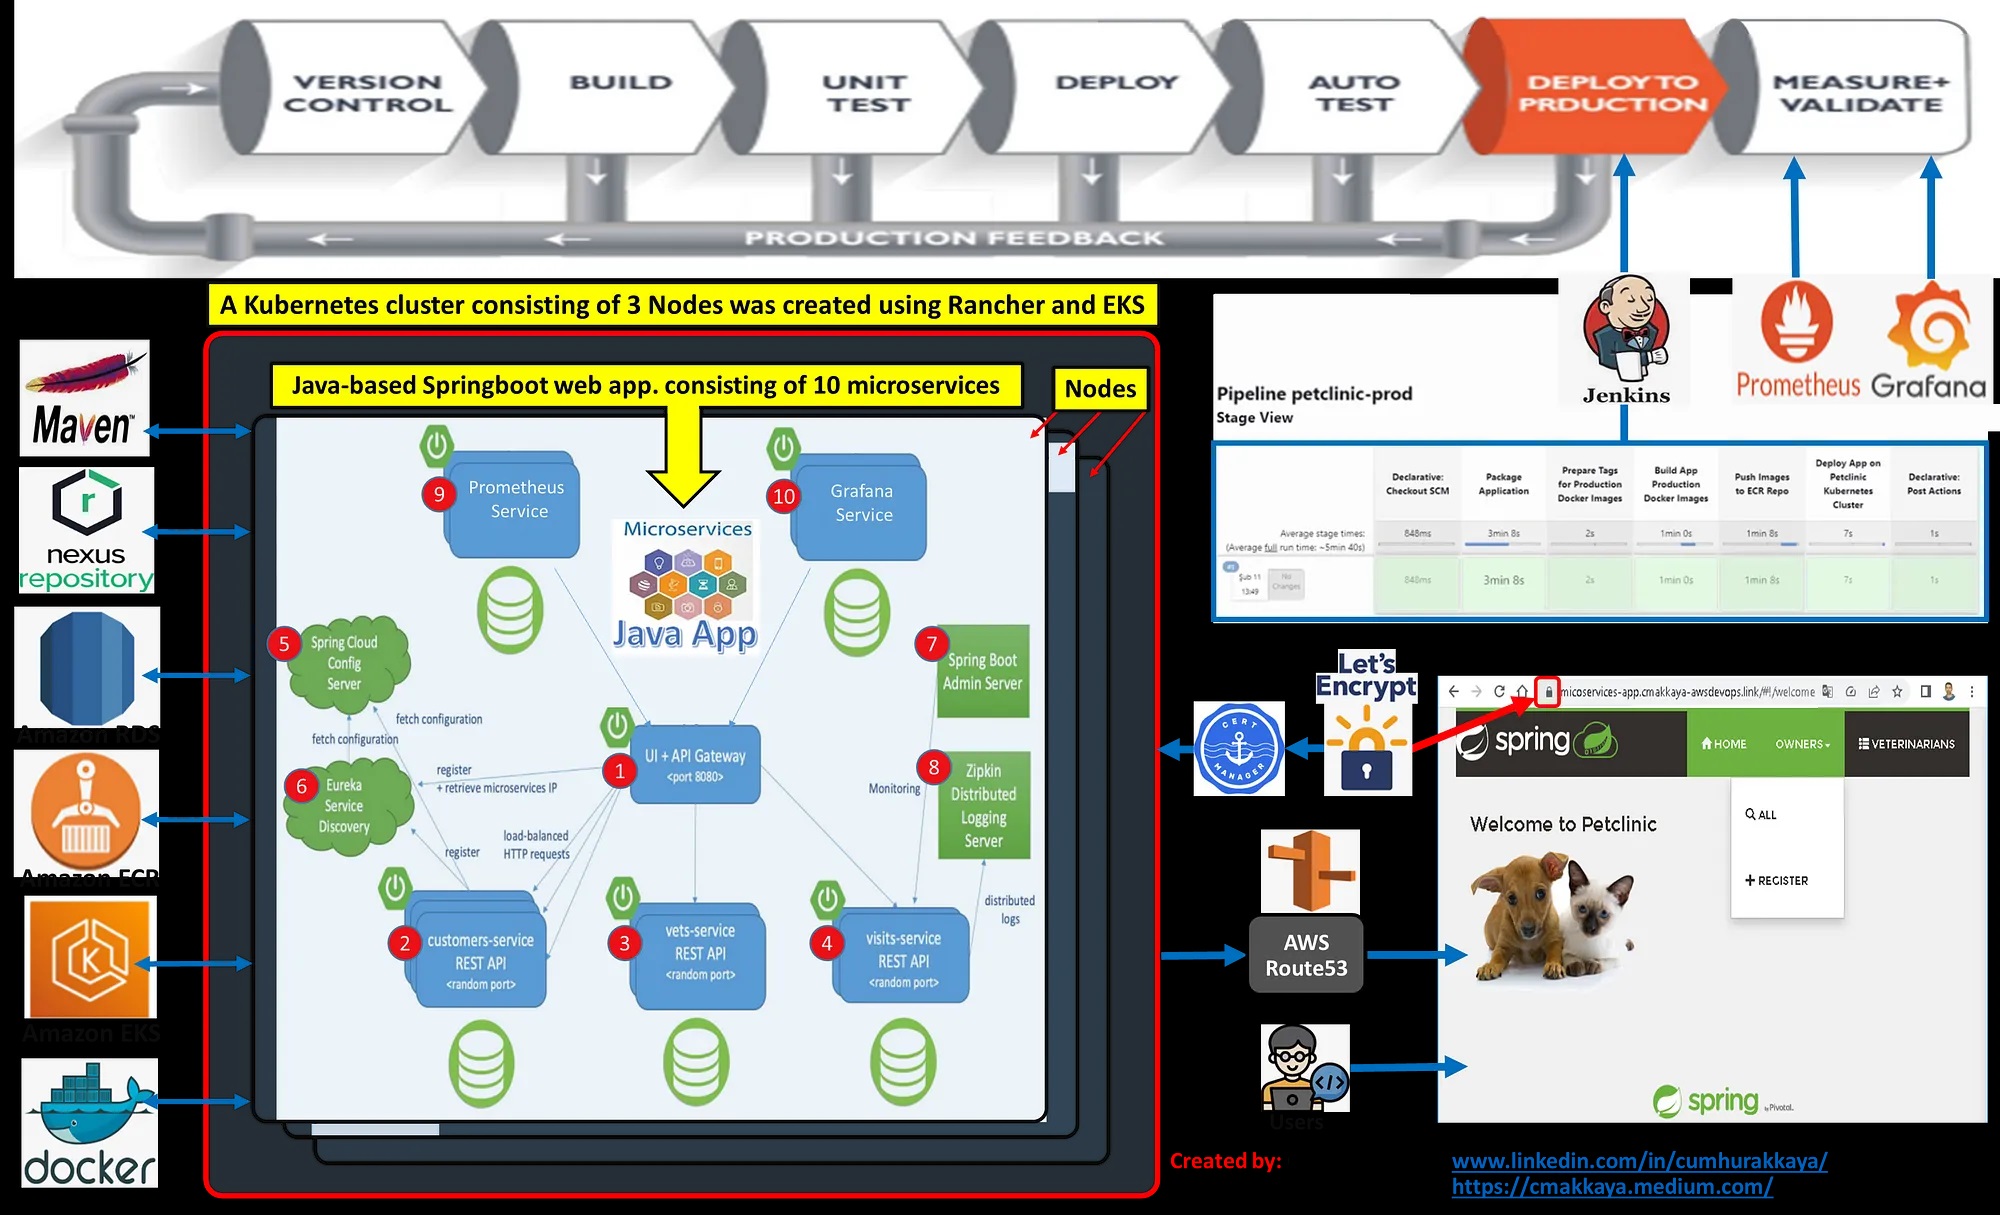 VERSION
CONTROL
BUILD
UNIT
TEST
DEPLOY
AUTO
TEST
DEPLOY TO
PRDUCTION
MEASURE+
VALIDATE
PRODUCTION FEEDBACK
A Kubernetes cluster consisting of 3 Nodes was created using Rancher and EKS
Java-based Springboot web app. consisting of 10 microservices
Nodes
Maven™
nexus
repository
Amazon RDS
Amazon ECR
Amazon EKS
docker
9
Prometheus
Service
10
Grafana
Service
Microservices
Java App
5
Spring Cloud
Config
Server
7
Spring Boot
Admin Server
fetch configuration
fetch configuration
6
Eureka
Service
Discovery
register
+ retrieve microservices IP
1
UI + API Gateway
<port 8080>
Monitoring
8
Zipkin
Distributed
Logging
Server
load-balanced
HTTP requests
register
distributed
logs
2
customers-service
REST API
<random port>
3
vets-service
REST API
<random port>
4
visits-service
REST API
<random port>
Jenkins
Prometheus
Grafana
Pipeline petclinic-prod
Stage View
Declarative:
Checkout SCM
Package
Application
Prepare Tags
for Production
Docker Images
Build App
Production
Docker Images
Push Images
to ECR Repo
Deploy App on
Petclinic
Kubernetes
Cluster
Declarative:
Post Actions
Average stage times:
(Average full run time: ~5min 40s)
848ms
3min 8s
2s
1min 0s
1min 8s
7s
1s
Şub 11
13:49
No
Changes
848ms
3min 8s
2s
1min 0s
1min 8s
7s
1s
Let's
Encrypt
CERT
MANAGER
micoservices-app.cmakkaya-awsdevops.link/#!/welcome
spring
HOME
OWNERS
VETERINARIANS
ALL
REGISTER
Welcome to Petclinic
AWS
Route53
Users
spring by Pivotal.
Created by:
www.linkedin.com/in/cumhurakkaya/
https://cmakkaya.medium.com/